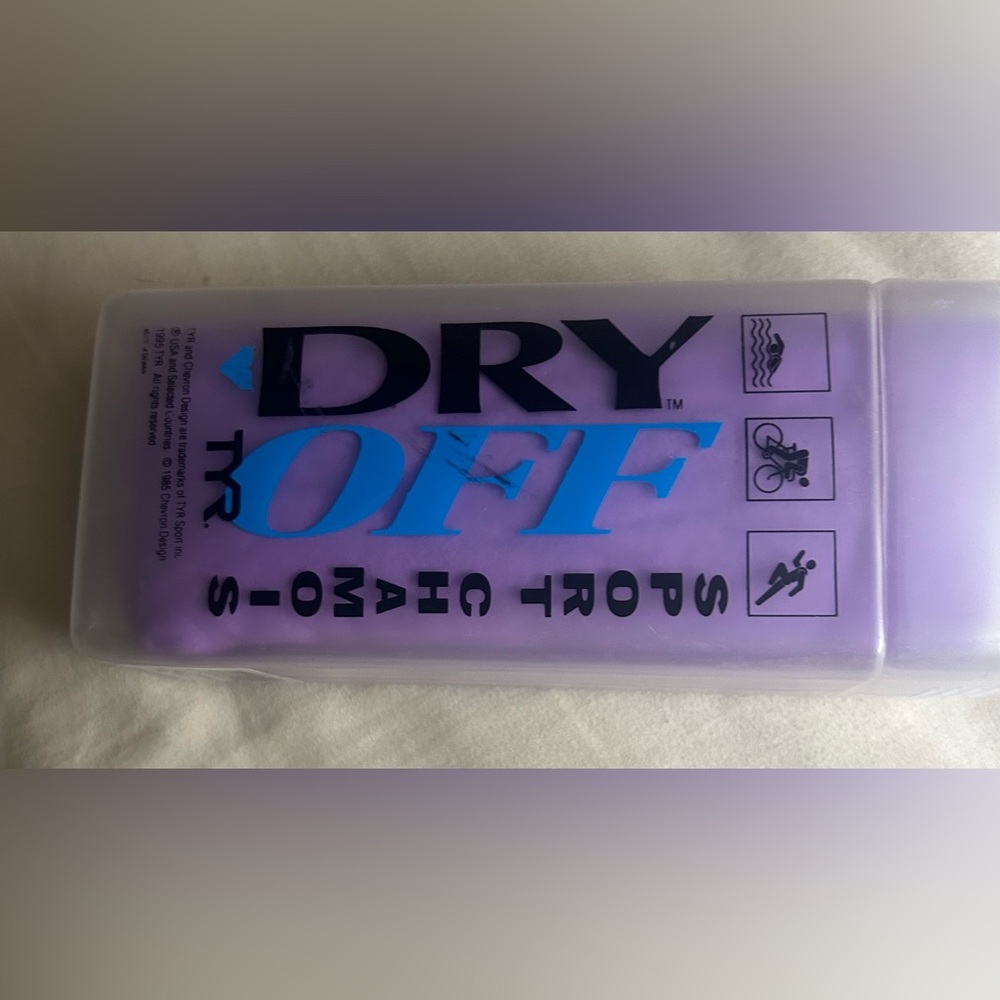 DRY™
OFF
SPORT CHAMOIS
TYR®
TYR and Chevron Design are trademarks of TYR Sport Inc.
® USA and Selected Countries © 1985 Chevron Design
1995 TYR All rights reserved